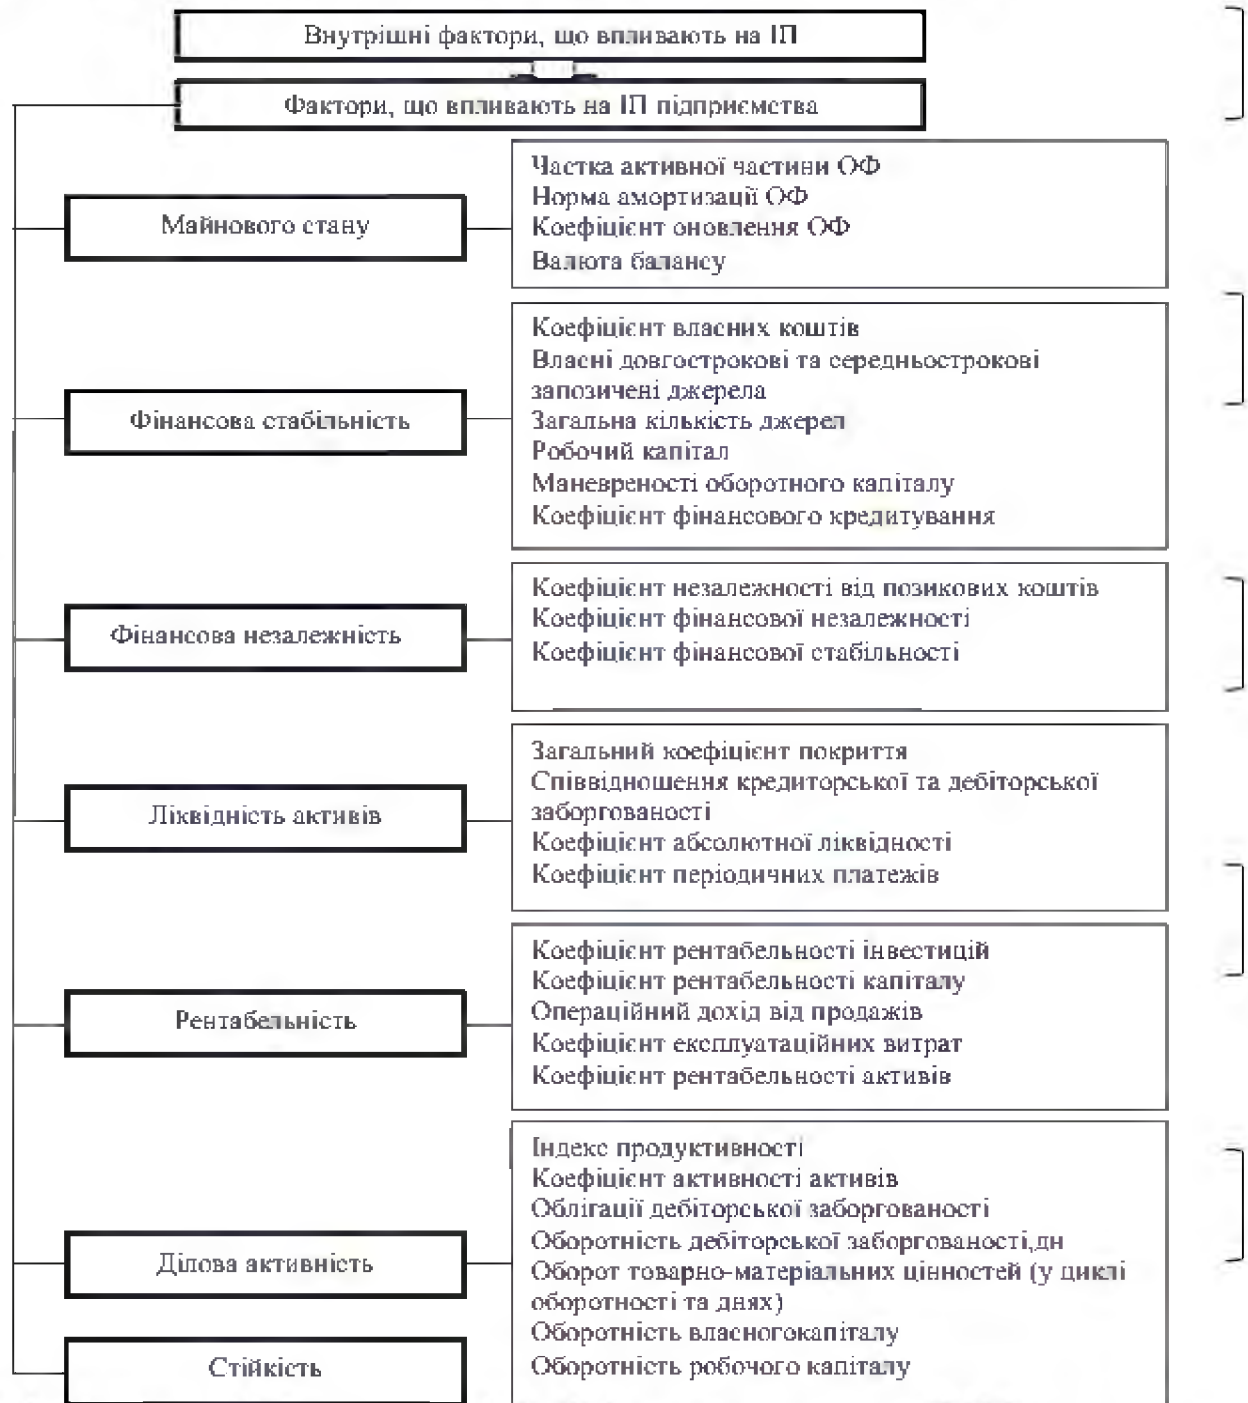 Внутрішні фактори, що впливають на ІП
Фактори, що впливають на ІП підприємства
Майнового стану
Частка активної частини ОФ
Норма амортизації ОФ
Коефіцієнт оновлення ОФ
Валюта балансу
Фінансова стабільність
Коефіцієнт власних коштів
Власні довгострокові та середньострокові
запозичені джерела
Загальна кількість джерел
Робочий капітал
Маневреності оборотного капіталу
Коефіцієнт фінансового кредитування
Фінансова незалежність
Коефіцієнт незалежності від позикових коштів
Коефіцієнт фінансової незалежності
Коефіцієнт фінансової стабільності
Ліквідність активів
Загальний коефіцієнт покриття
Співвідношення кредиторської та дебіторської
заборгованості
Коефіцієнт абсолютної ліквідності
Коефіцієнт періодичних платежів
Рентабельність
Коефіцієнт рентабельності інвестицій
Коефіцієнт рентабельності капіталу
Операційний дохід від продажів
Коефіцієнт експлуатаційних витрат
Коефіцієнт рентабельності активів
Ділова активність
Індекс продуктивності
Коефіцієнт активності активів
Облігації дебіторської заборгованості
Оборотність дебіторської заборгованості,дн
Оборот товарно-матеріальних цінностей (у циклі
оборотності та днях)
Оборотність власногокапіталу
Оборотність робочого капіталу
Стійкість